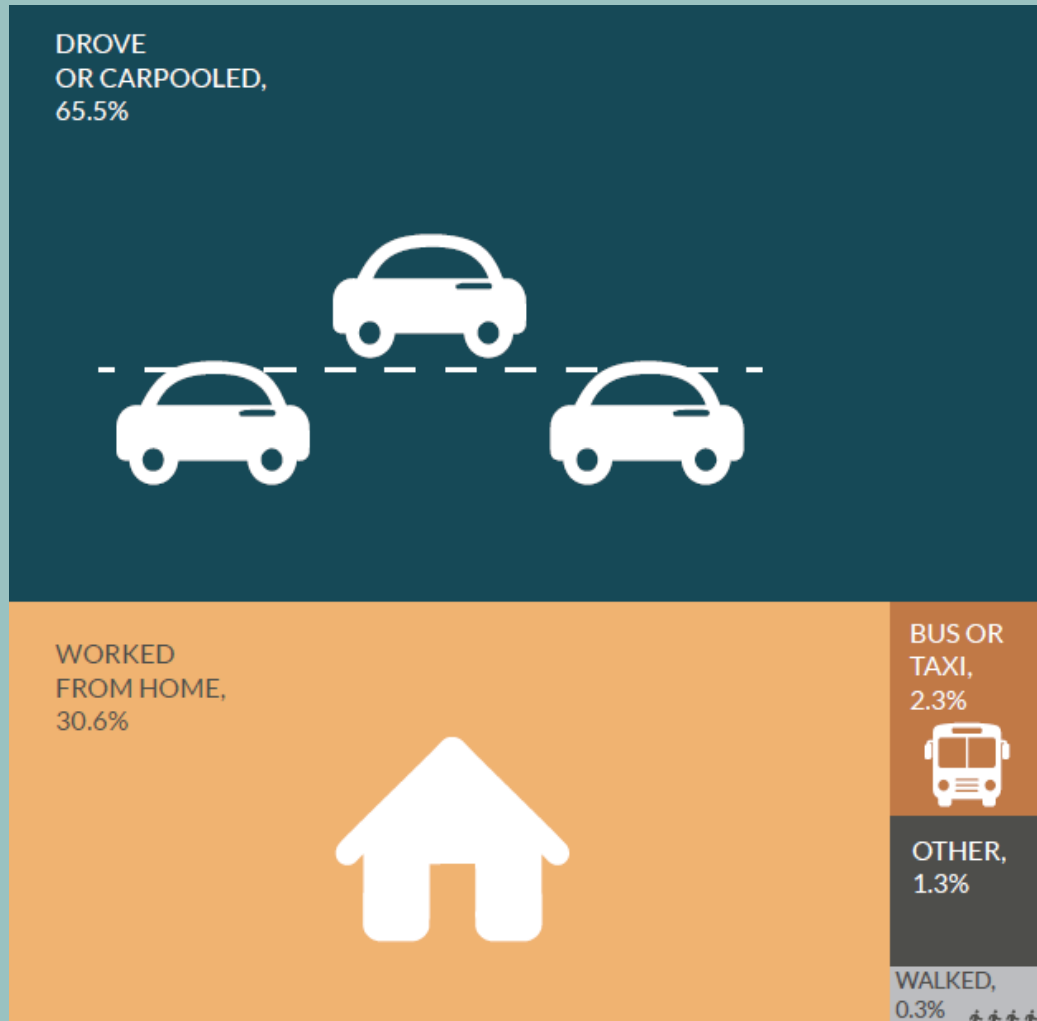 DROVE
OR CARPOOLED,
65.5%
WORKED
FROM HOME,
30.6%
BUS OR
TAXI,
2.3%
OTHER,
1.3%
WALKED,
0.3%